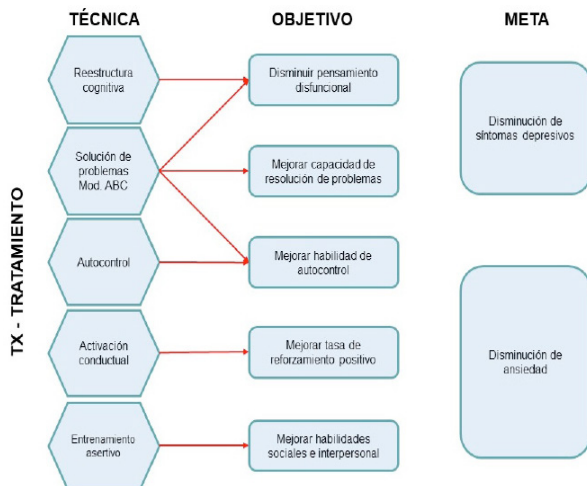 TÉCNICA
OBJETIVO
META
TX - TRATAMIENTO
Reestructura
cognitiva
Disminuir pensamiento
disfuncional
Disminución de
síntomas depresivos
Solución de
problemas
Mod. ABC
Mejorar capacidad de
resolución de problemas
Autocontrol
Mejorar habilidad de
autocontrol
Activación
conductual
Mejorar tasa de
reforzamiento positivo
Disminución de
ansiedad
Entrenamiento
asertivo
Mejorar habilidades
sociales e interpersonal